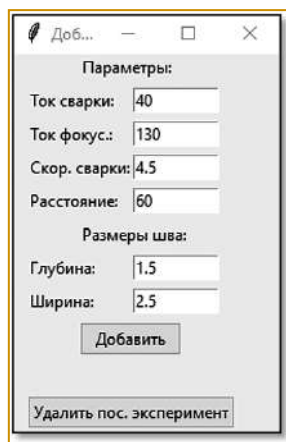 Доб...
Параметры:
Ток сварки: 40
Ток фокус.: 130
Скор. сварки: 4.5
Расстояние: 60
Размеры шва:
Глубина: 1.5
Ширина: 2.5
Добавить
Удалить пос. эксперимент